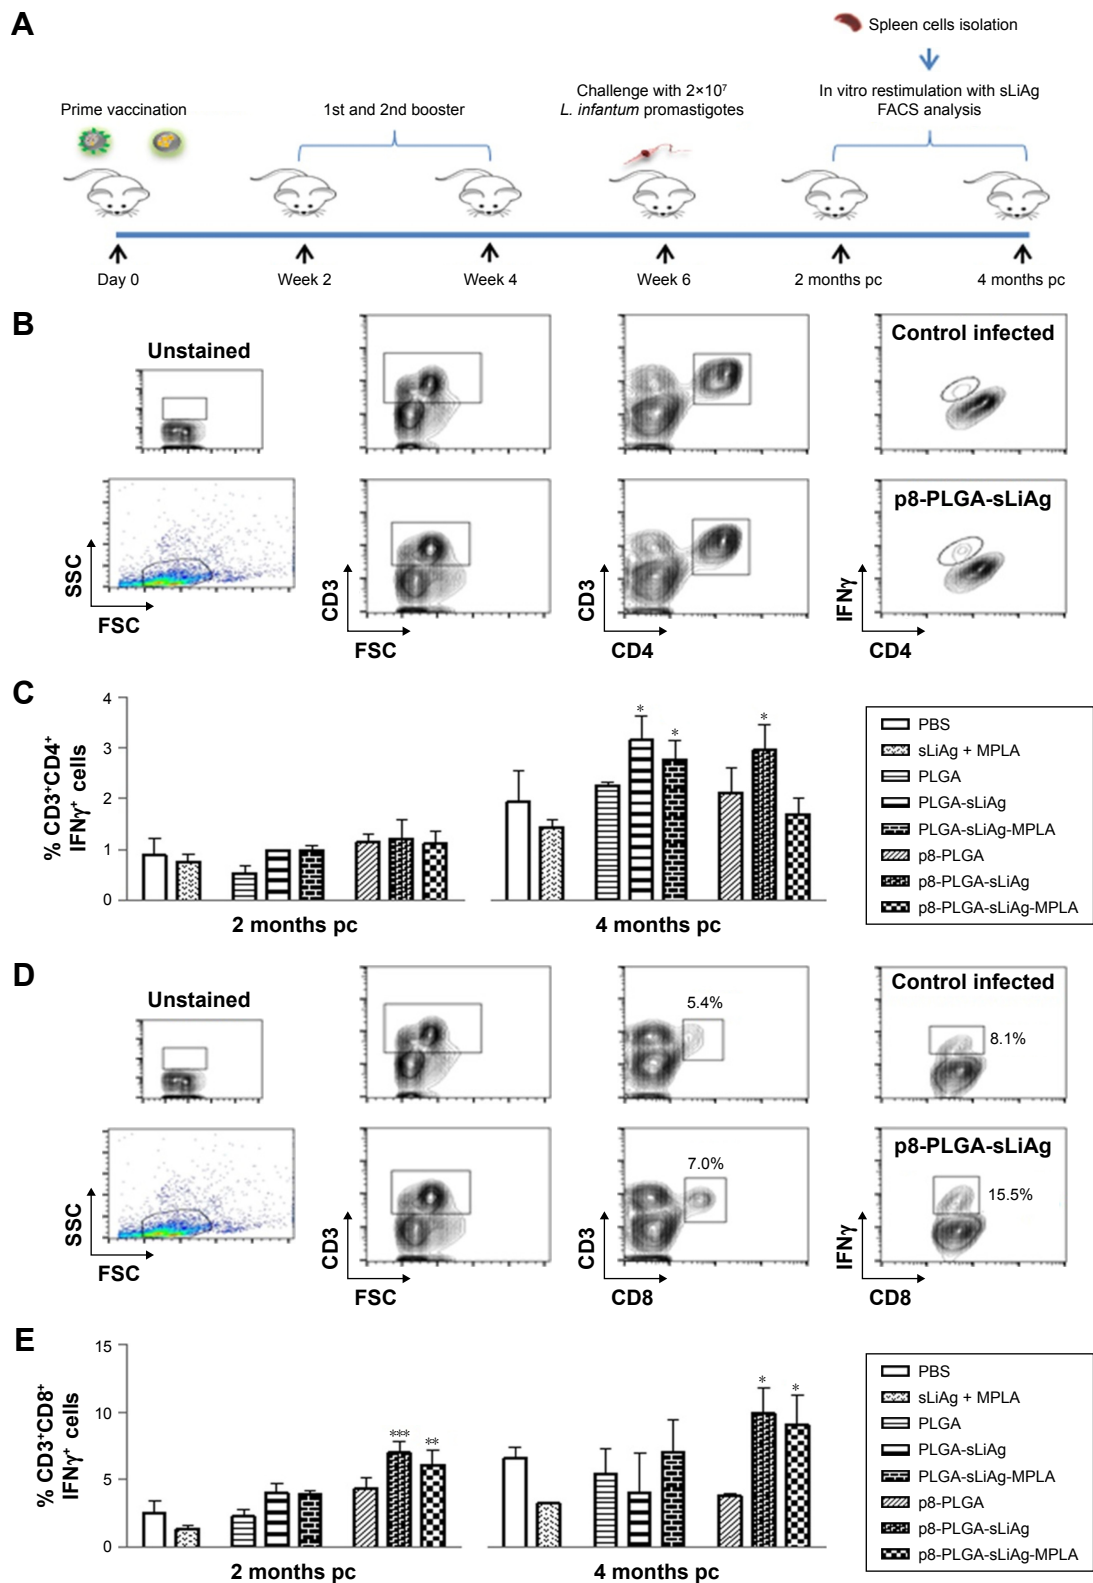 A
Spleen cells isolation
Prime vaccination
1st and 2nd booster
Challenge with 2×10⁷
L. infantum promastigotes
In vitro restimulation with sLiAg
FACS analysis
Day 0
Week 2
Week 4
Week 6
2 months pc
4 months pc
B
Unstained
Control infected
p8-PLGA-sLiAg
SSC
FSC
CD3
FSC
CD3
CD4
IFNγ
CD4
C
% CD3⁺CD4⁺
IFNγ⁺ cells
4
3
2
1
0
*
*
*
2 months pc
4 months pc
PBS
sLiAg + MPLA
PLGA
PLGA-sLiAg
PLGA-sLiAg-MPLA
p8-PLGA
p8-PLGA-sLiAg
p8-PLGA-sLiAg-MPLA
D
Unstained
5.4%
Control infected
8.1%
7.0%
p8-PLGA-sLiAg
15.5%
SSC
FSC
CD3
FSC
CD3
CD8
IFNγ
CD8
E
% CD3⁺CD8⁺
IFNγ⁺ cells
15
10
5
0
***
**
*
*
2 months pc
4 months pc
PBS
sLiAg + MPLA
PLGA
PLGA-sLiAg
PLGA-sLiAg-MPLA
p8-PLGA
p8-PLGA-sLiAg
p8-PLGA-sLiAg-MPLA